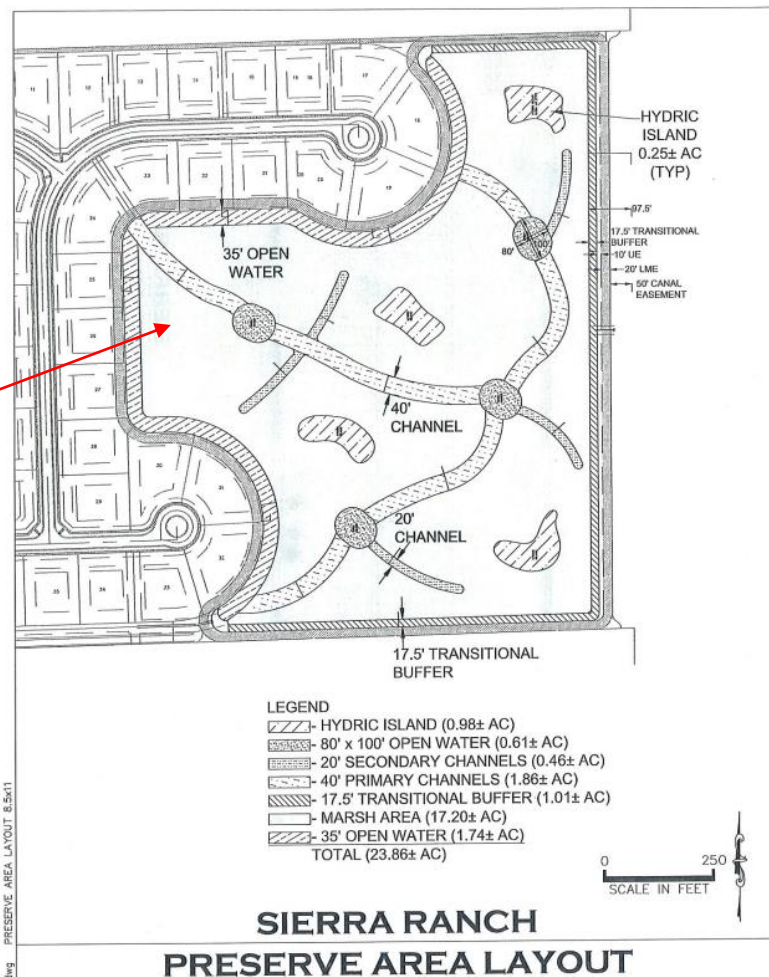 HYDRIC
ISLAND
0.25± AC
(TYP)
97.5'
17.5' TRANSITIONAL
BUFFER
10' UE
20' LME
50' CANAL
EASEMENT
80'
100'
35' OPEN
WATER
40'
CHANNEL
20'
CHANNEL
17.5' TRANSITIONAL
BUFFER
LEGEND
- HYDRIC ISLAND (0.98± AC)
- 80' x 100' OPEN WATER (0.61± AC)
- 20' SECONDARY CHANNELS (0.46± AC)
- 40' PRIMARY CHANNELS (1.86± AC)
- 17.5' TRANSITIONAL BUFFER (1.01± AC)
- MARSH AREA (17.20± AC)
- 35' OPEN WATER (1.74± AC)
TOTAL (23.86± AC)
0 250
SCALE IN FEET
SIERRA RANCH
PRESERVE AREA LAYOUT
dwg PRESERVE AREA LAYOUT 8.5x11